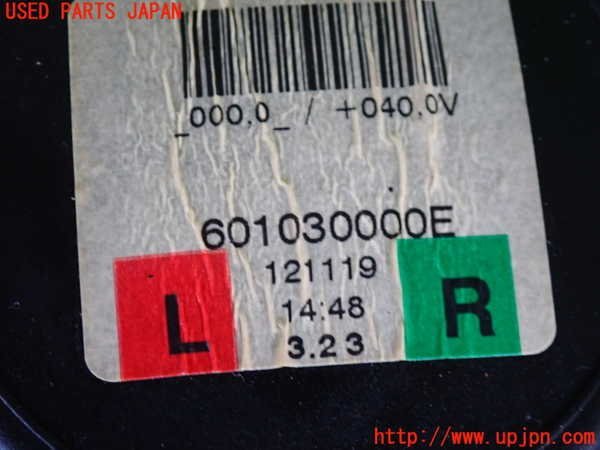 USED PARTS JAPAN
_000,0_ / +040,0V
601030000E
121119
14:48
3.23
L
R
http://www.upjpn.com/